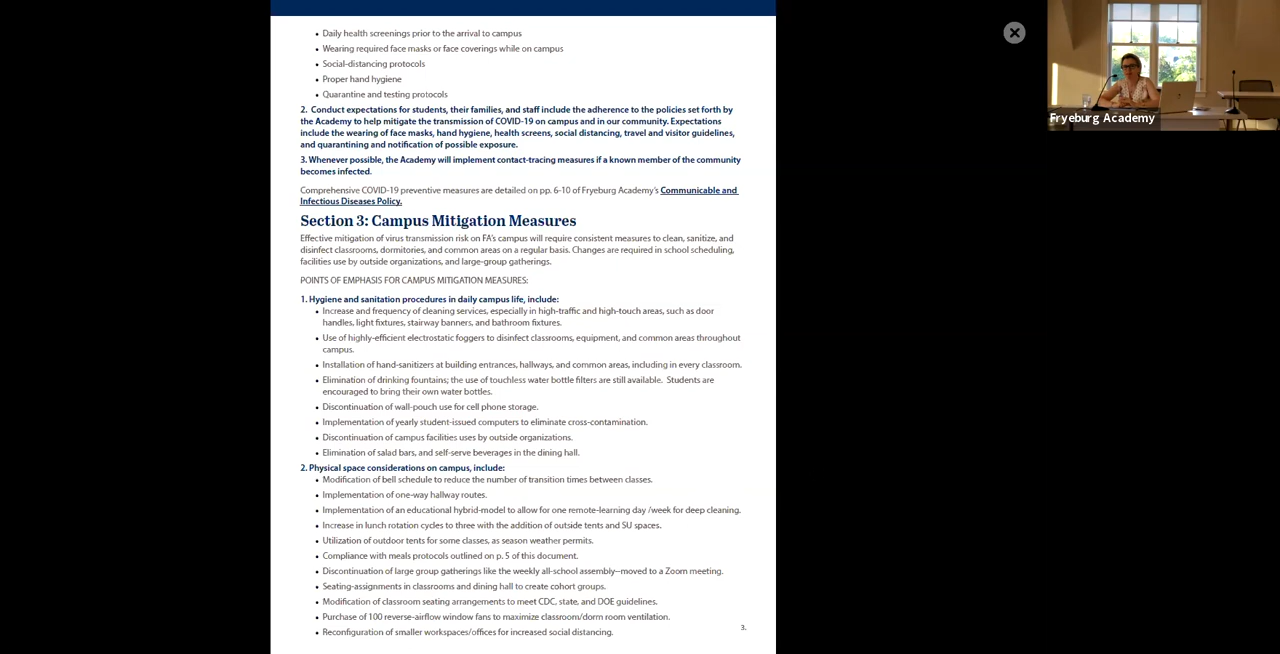 • Daily health screenings prior to the arrival to campus
• Wearing required face masks or face coverings while on campus
• Social-distancing protocols
• Proper hand hygiene
• Quarantine and testing protocols
2. Conduct expectations for students, their families, and staff include the adherence to the policies set forth by
the Academy to help mitigate the transmission of COVID-19 on campus and in our community. Expectations
include the wearing of face masks, hand hygiene, health screens, social distancing, travel and visitor guidelines,
and quarantining and notification of possible exposure.
3. Whenever possible, the Academy will implement contact-tracing measures if a known member of the community
becomes infected.
Comprehensive COVID-19 preventive measures are detailed on pp. 6-10 of Fryeburg Academy's Communicable and
Infectious Diseases Policy.
Section 3: Campus Mitigation Measures
Effective mitigation of virus transmission risk on FA's campus will require consistent measures to clean, sanitize, and
disinfect classrooms, dormitories, and common areas on a regular basis. Changes are required in school scheduling,
facilities use by outside organizations, and large-group gatherings.
POINTS OF EMPHASIS FOR CAMPUS MITIGATION MEASURES:
1. Hygiene and sanitation procedures in daily campus life, include:
• Increase and frequency of cleaning services, especially in high-traffic and high-touch areas, such as door
handles, light fixtures, stairway banners, and bathroom fixtures.
• Use of highly-efficient electrostatic foggers to disinfect classrooms, equipment, and common areas throughout
campus.
• Installation of hand-sanitizers at building entrances, hallways, and common areas, including in every classroom.
• Elimination of drinking fountains; the use of touchless water bottle filters are still available. Students are
encouraged to bring their own water bottles.
• Discontinuation of wall-pouch use for cell phone storage.
• Implementation of yearly student-issued computers to eliminate cross-contamination.
• Discontinuation of campus facilities uses by outside organizations.
• Elimination of salad bars, and self-serve beverages in the dining hall.
2. Physical space considerations on campus, include:
• Modification of bell schedule to reduce the number of transition times between classes.
• Implementation of one-way hallway routes.
• Implementation of an educational hybrid-model to allow for one remote-learning day /week for deep cleaning.
• Increase in lunch rotation cycles to three with the addition of outside tents and SU spaces.
• Utilization of outdoor tents for some classes, as season weather permits.
• Compliance with meals protocols outlined on p. 5 of this document.
• Discontinuation of large group gatherings like the weekly all-school assembly—moved to a Zoom meeting.
• Seating-assignments in classrooms and dining hall to create cohort groups.
• Modification of classroom seating arrangements to meet CDC, state, and DOE guidelines.
• Purchase of 100 reverse-airflow window fans to maximize classroom/dorm room ventilation.
• Reconfiguration of smaller workspaces/offices for increased social distancing.
3.
Fryeburg Academy